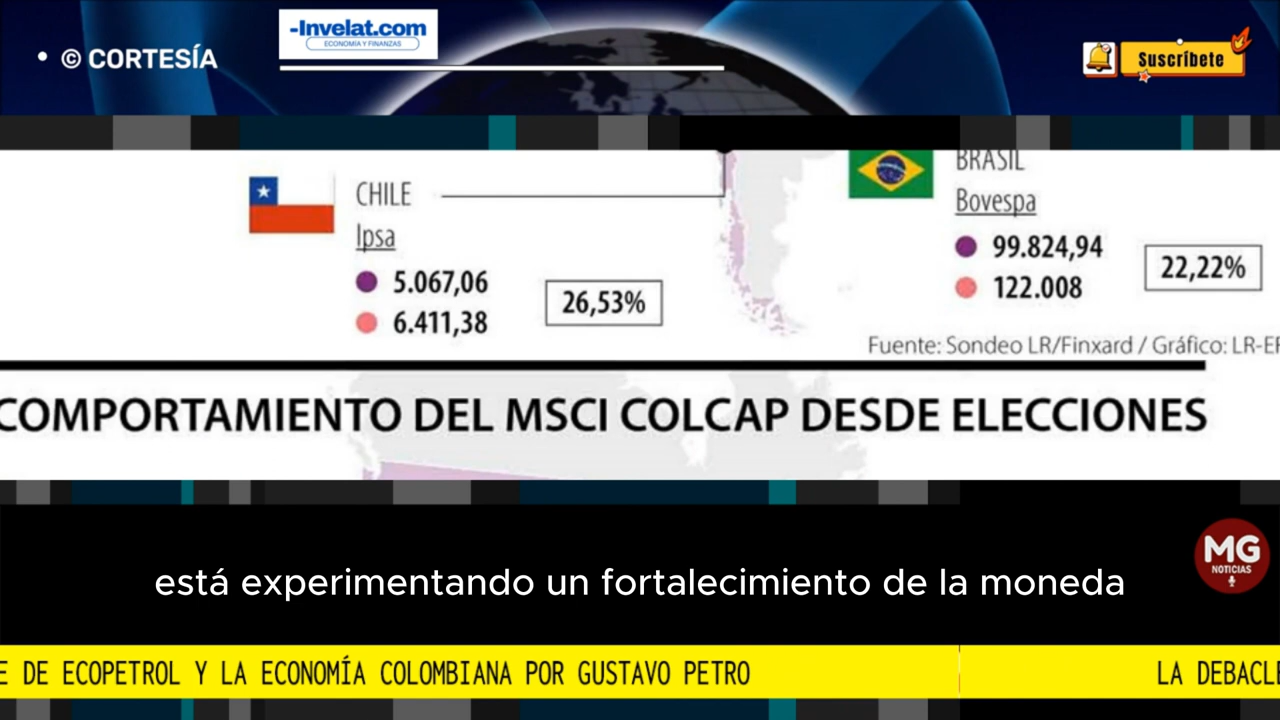 -Invelat.com
ECONOMÍA Y FINANZAS
• © CORTESÍA
Suscríbete
CHILE
Ipsa
5.067,06
6.411,38
26,53%
BRASIL
Bovespa
99.824,94
122.008
22,22%
Fuente: Sondeo LR/Finxard / Gráfico: LR-EF
COMPORTAMIENTO DEL MSCI COLCAP DESDE ELECCIONES
MG
NOTICIAS
está experimentando un fortalecimiento de la moneda
E DE ECOPETROL Y LA ECONOMÍA COLOMBIANA POR GUSTAVO PETRO
LA DEBACLE